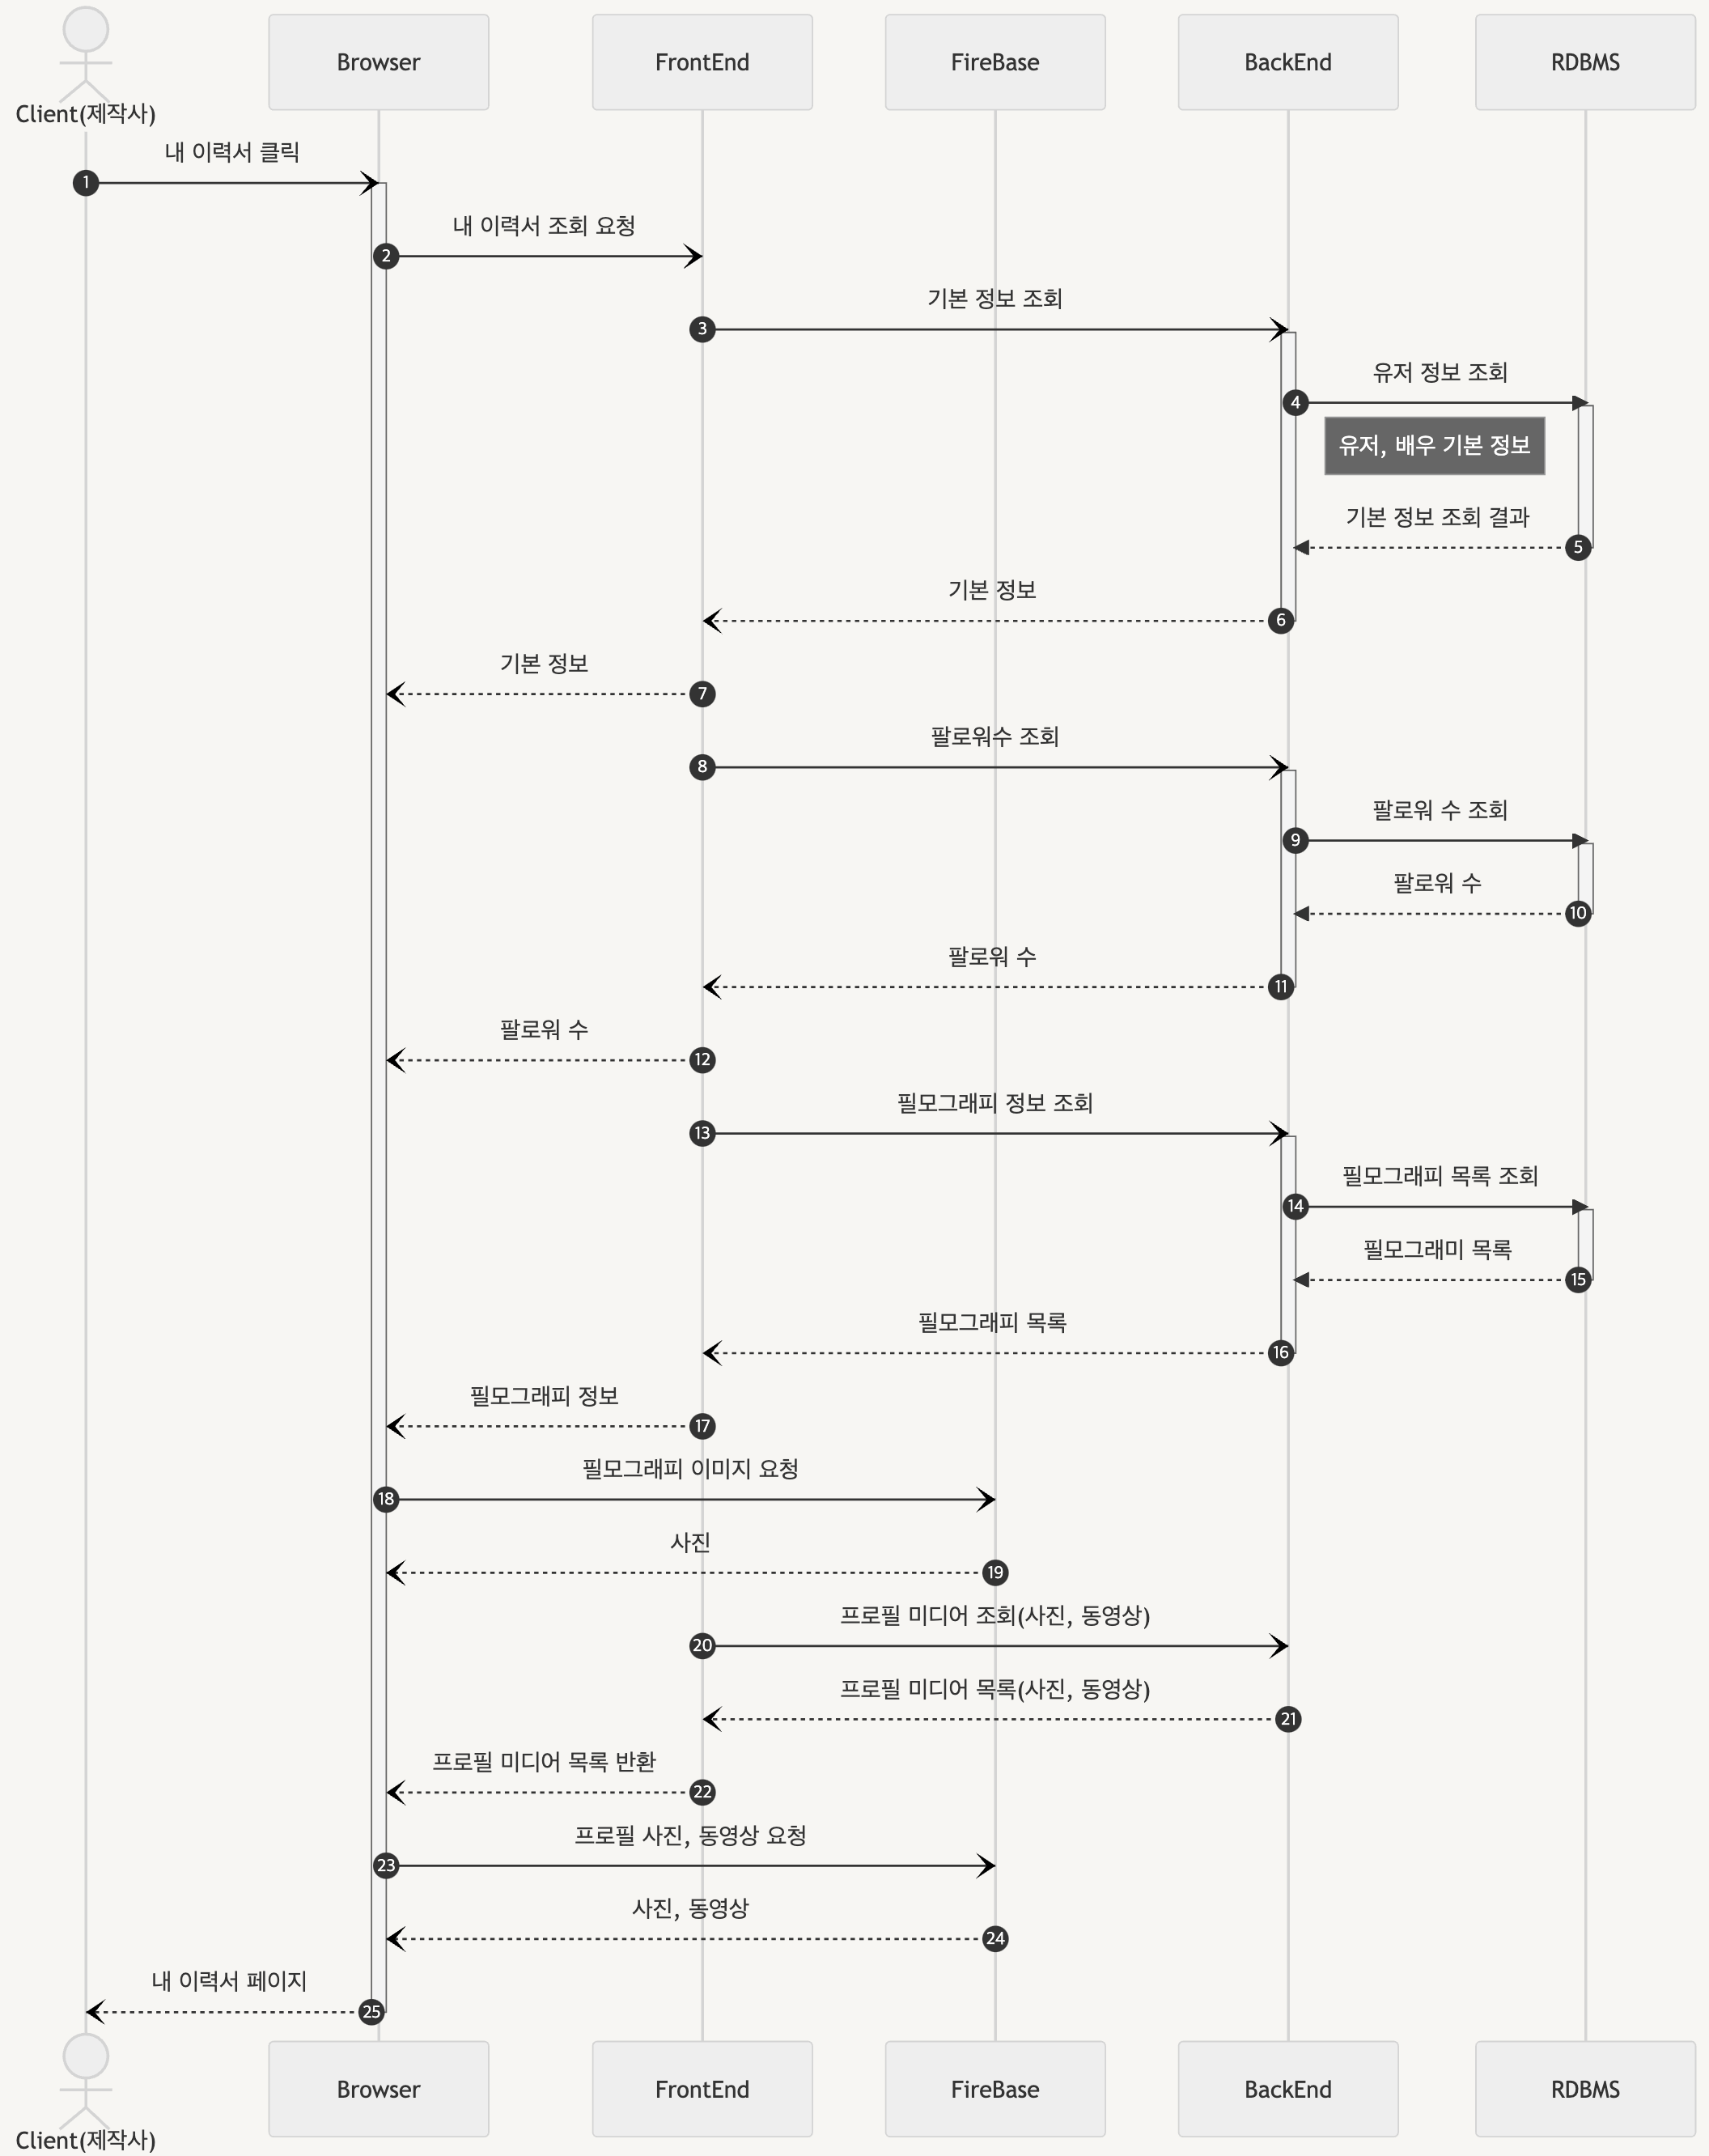 Client(제작사)
Browser
FrontEnd
FireBase
BackEnd
RDBMS
내 이력서 클릭
1
내 이력서 조회 요청
2
기본 정보 조회
3
유저 정보 조회
4
유저, 배우 기본 정보
기본 정보 조회 결과
5
기본 정보
6
기본 정보
7
팔로워수 조회
8
팔로워 수 조회
9
팔로워 수
10
팔로워 수
11
팔로워 수
12
필모그래피 정보 조회
13
필모그래피 목록 조회
14
필모그래미 목록
15
필모그래피 목록
16
필모그래피 정보
17
필모그래피 이미지 요청
18
사진
19
프로필 미디어 조회(사진, 동영상)
20
프로필 미디어 목록(사진, 동영상)
21
프로필 미디어 목록 반환
22
프로필 사진, 동영상 요청
23
사진, 동영상
24
내 이력서 페이지
25
Client(제작사)
Browser
FrontEnd
FireBase
BackEnd
RDBMS